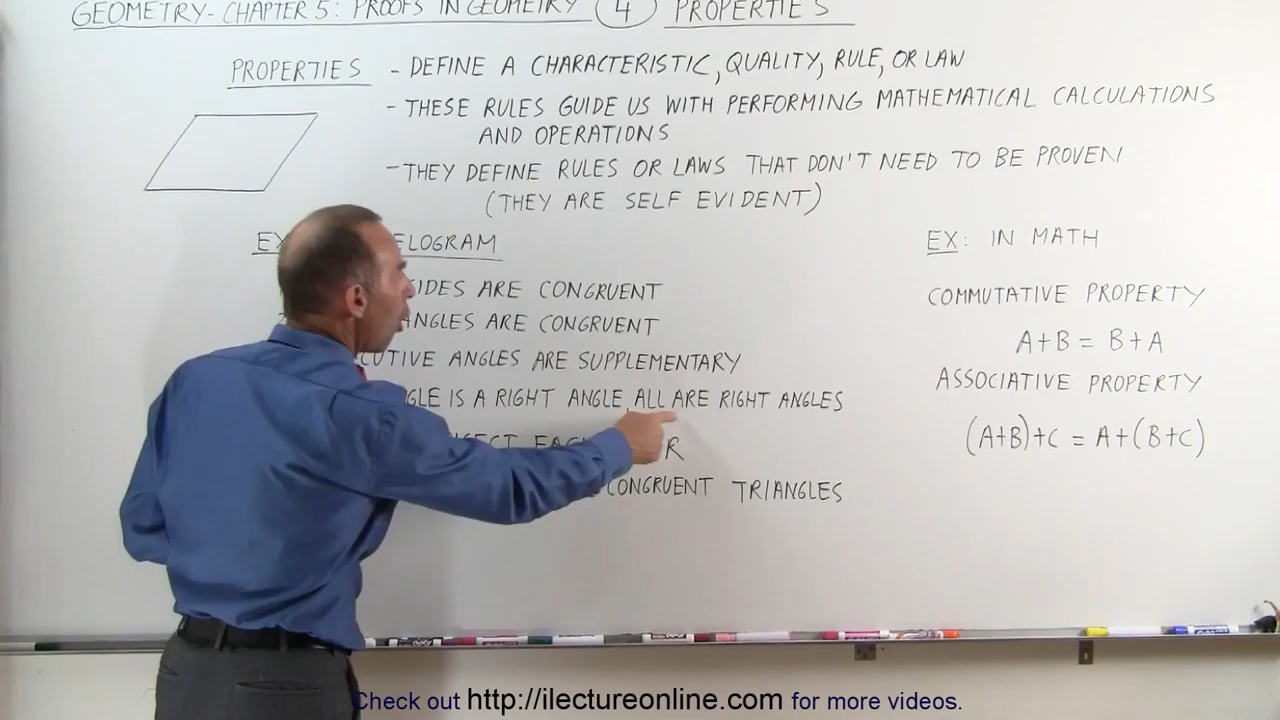 GEOMETRY - CHAPTER 5: PROOFS IN GEOMETRY 4 PROPERTIES
PROPERTIES - DEFINE A CHARACTERISTIC, QUALITY, RULE, OR LAW
- THESE RULES GUIDE US WITH PERFORMING MATHEMATICAL CALCULATIONS
AND OPERATIONS
- THEY DEFINE RULES OR LAWS THAT DON'T NEED TO BE PROVEN
(THEY ARE SELF EVIDENT)
ELOGRAM
SIDES ARE CONGRUENT
ANGLES ARE CONGRUENT
CUTIVE ANGLES ARE SUPPLEMENTARY
GLE IS A RIGHT ANGLE, ALL ARE RIGHT ANGLES
R
CONGRUENT TRIANGLES
EX: IN MATH
COMMUTATIVE PROPERTY
A+B = B+A
ASSOCIATIVE PROPERTY
(A+B)+C = A+(B+C)
Check out http://ilectureonline.com for more videos.